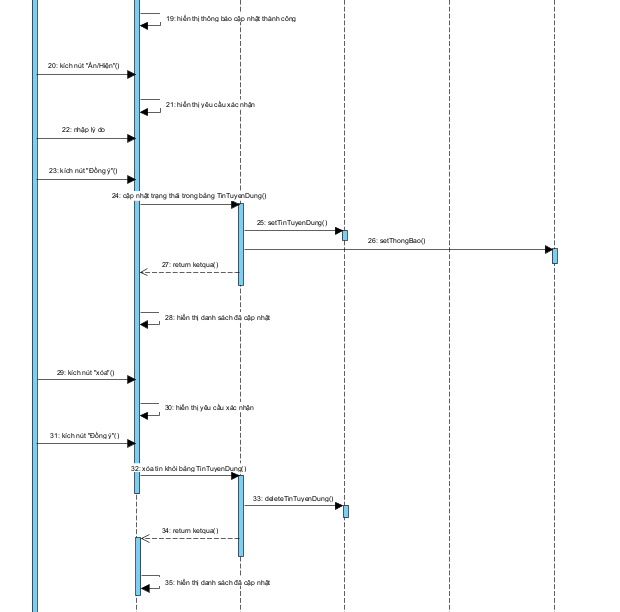 19: hiển thị thông báo cập nhật thành công
20: kích nút "Ẩn/Hiện"()
21: hiển thị yêu cầu xác nhận
22: nhập lý do
23: kích nút"Đồng ý"()
24: cập nhật trạng thái trong bảng TinTuyenDung()
25: setTinTuyenDung()
26: setThongBao()
27: return ketqua()
28: hiển thị danh sách đã cập nhật
29: kích nút "xóa"()
30: hiển thị yêu cầu xác nhận
31: kích nút "Đồng ý"()
32: xóa tin khỏi bảng TinTuyenDung()
33: deleteTinTuyenDung()
34: return ketqua()
35: hiển thị danh sách đã cập nhật